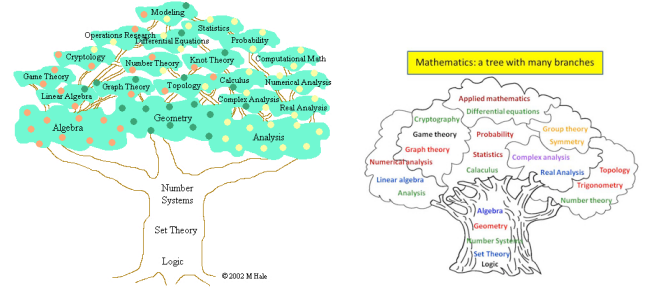 Modeling
Operations Research
Statistics
Differential Equations
Probability
Cryptology
Number Theory
Knot Theory
Computational Math
Game Theory
Graph Theory
Topology
Calculus
Numerical Analysis
Linear Algebra
Complex Analysis
Real Analysis
Algebra
Geometry
Analysis
Number
Systems
Set Theory
Logic
© 2002 M Hale
Mathematics: a tree with many branches
Applied mathematics
Cryptography
Differential equations
Game theory
Probability
Group theory
Symmetry
Graph theory
Numerical analysis
Statistics
Complex analysis
Calaculus
Real Analysis
Topology
Linear algebra
Trigonometry
Analysis
Number theory
Algebra
Geometry
Number Systems
Set Theory
Logic